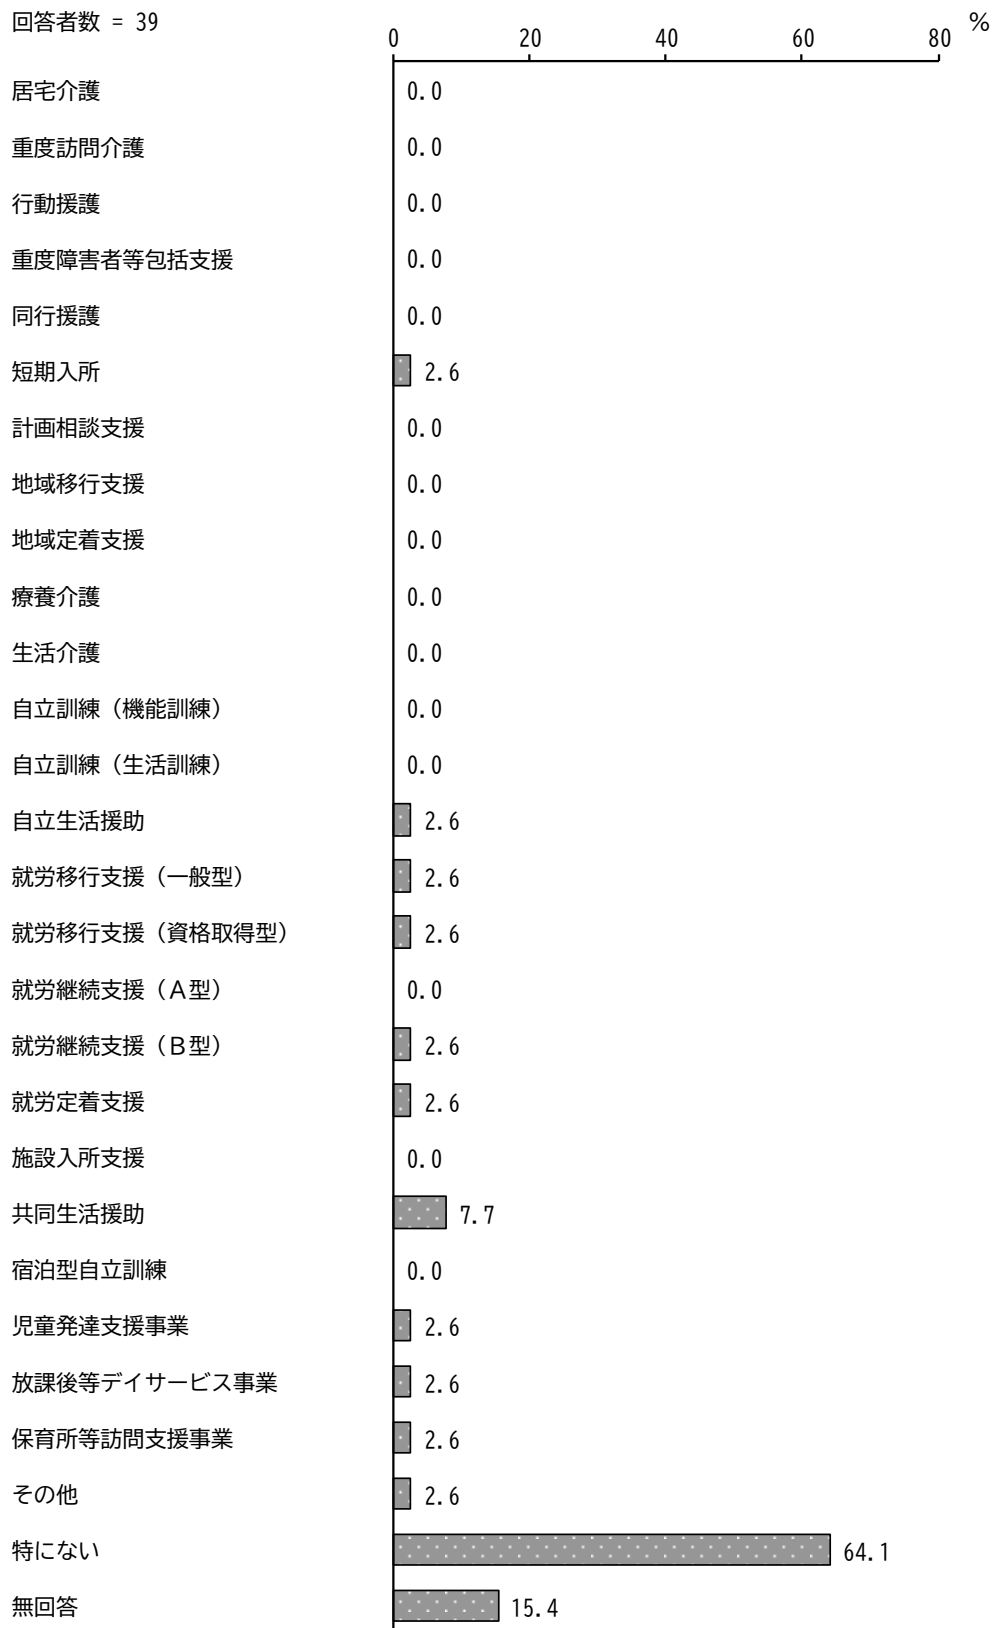 回答者数 = 39
%
0 20 40 60 80
居宅介護 0.0
重度訪問介護 0.0
行動援護 0.0
重度障害者等包括支援 0.0
同行援護 0.0
短期入所 2.6
計画相談支援 0.0
地域移行支援 0.0
地域定着支援 0.0
療養介護 0.0
生活介護 0.0
自立訓練（機能訓練） 0.0
自立訓練（生活訓練） 0.0
自立生活援助 2.6
就労移行支援（一般型） 2.6
就労移行支援（資格取得型） 2.6
就労継続支援（Ａ型） 0.0
就労継続支援（Ｂ型） 2.6
就労定着支援 2.6
施設入所支援 0.0
共同生活援助 7.7
宿泊型自立訓練 0.0
児童発達支援事業 2.6
放課後等デイサービス事業 2.6
保育所等訪問支援事業 2.6
その他 2.6
特にない 64.1
無回答 15.4